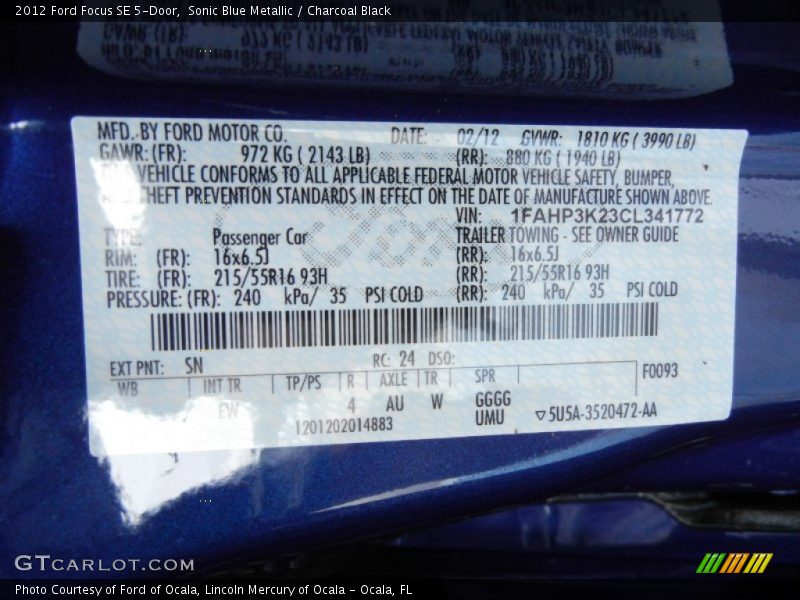 2012 Ford Focus SE 5-Door, Sonic Blue Metallic / Charcoal Black
MFD. BY FORD MOTOR CO. DATE: 02/12 GVWR: 1810 KG ( 3990 LB)
GAWR: (FR): 972 KG ( 2143 LB) (RR): 880 KG ( 1940 LB)
THIS VEHICLE CONFORMS TO ALL APPLICABLE FEDERAL MOTOR VEHICLE SAFETY, BUMPER,
AND THEFT PREVENTION STANDARDS IN EFFECT ON THE DATE OF MANUFACTURE SHOWN ABOVE.
VIN: 1FAHP3K23CL341772
TYPE: Passenger Car TRAILER TOWING - SEE OWNER GUIDE
RIM: (FR): 16x6.5J (RR): 16x6.5J
TIRE: (FR): 215/55R16 93H (RR): 215/55R16 93H
PRESSURE: (FR): 240 kPa/ 35 PSI COLD (RR): 240 kPa/ 35 PSI COLD
EXT PNT: SN RC: 24 DSO:
WB INT TR TP/PS R AXLE TR SPR F0093
EW 4 AU W GGGG
1201202014883 UMU ▽5U5A-3520472-AA
GTCARLOT.COM
Photo Courtesy of Ford of Ocala, Lincoln Mercury of Ocala - Ocala, FL